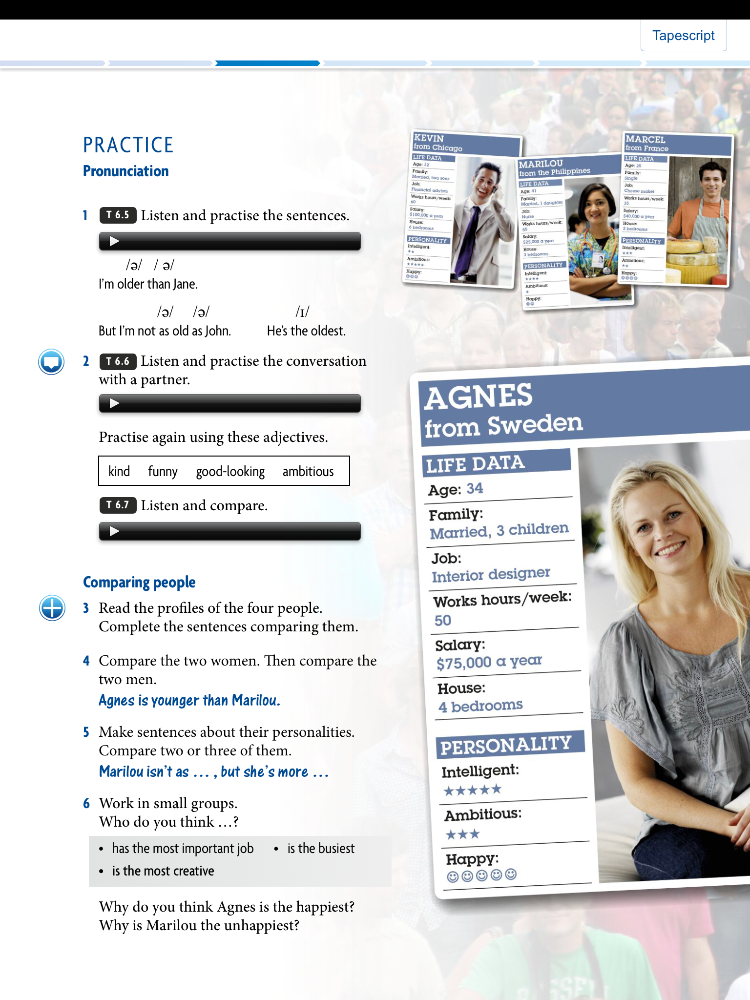 Tapescript
PRACTICE
Pronunciation
1 T 6.5 Listen and practise the sentences.
/ə/ / ə/
I'm older than Jane.
/ə/ /ə/ /ɪ/
But I'm not as old as John. He's the oldest.
2 T 6.6 Listen and practise the conversation
with a partner.
Practise again using these adjectives.
kind funny good-looking ambitious
T 6.7 Listen and compare.
Comparing people
3 Read the profiles of the four people.
Complete the sentences comparing them.
4 Compare the two women. Then compare the
two men.
Agnes is younger than Marilou.
5 Make sentences about their personalities.
Compare two or three of them.
Marilou isn't as … , but she's more …
6 Work in small groups.
Who do you think …?
• has the most important job • is the busiest
• is the most creative
Why do you think Agnes is the happiest?
Why is Marilou the unhappiest?
KEVIN
from Chicago
LIFE DATA
Age: 32
Family:
Married, two sons
Job:
Financial advisor
Works hours/week:
60
Salary:
$100,000 a year
House:
6 bedrooms
PERSONALITY
Intelligent:
★★
Ambitious:
★★★★★
Happy:
☺☺☺
MARILOU
from the Philippines
LIFE DATA
Age: 41
Family:
Married, 1 daughter
Job:
Nurse
Works hours/week:
55
Salary:
$25,000 a year
House:
3 bedrooms
PERSONALITY
Intelligent:
★★★★
Ambitious:
★
Happy:
☺☺
MARCEL
from France
LIFE DATA
Age: 25
Family:
Single
Job:
Cheese maker
Works hours/week:
35
Salary:
$40,000 a year
House:
2 bedrooms
PERSONALITY
Intelligent:
★★★
Ambitious:
★★
Happy:
☺☺☺☺
AGNES
from Sweden
LIFE DATA
Age: 34
Family:
Married, 3 children
Job:
Interior designer
Works hours/week:
50
Salary:
$75,000 a year
House:
4 bedrooms
PERSONALITY
Intelligent:
★★★★★
Ambitious:
★★★
Happy:
☺☺☺☺☺